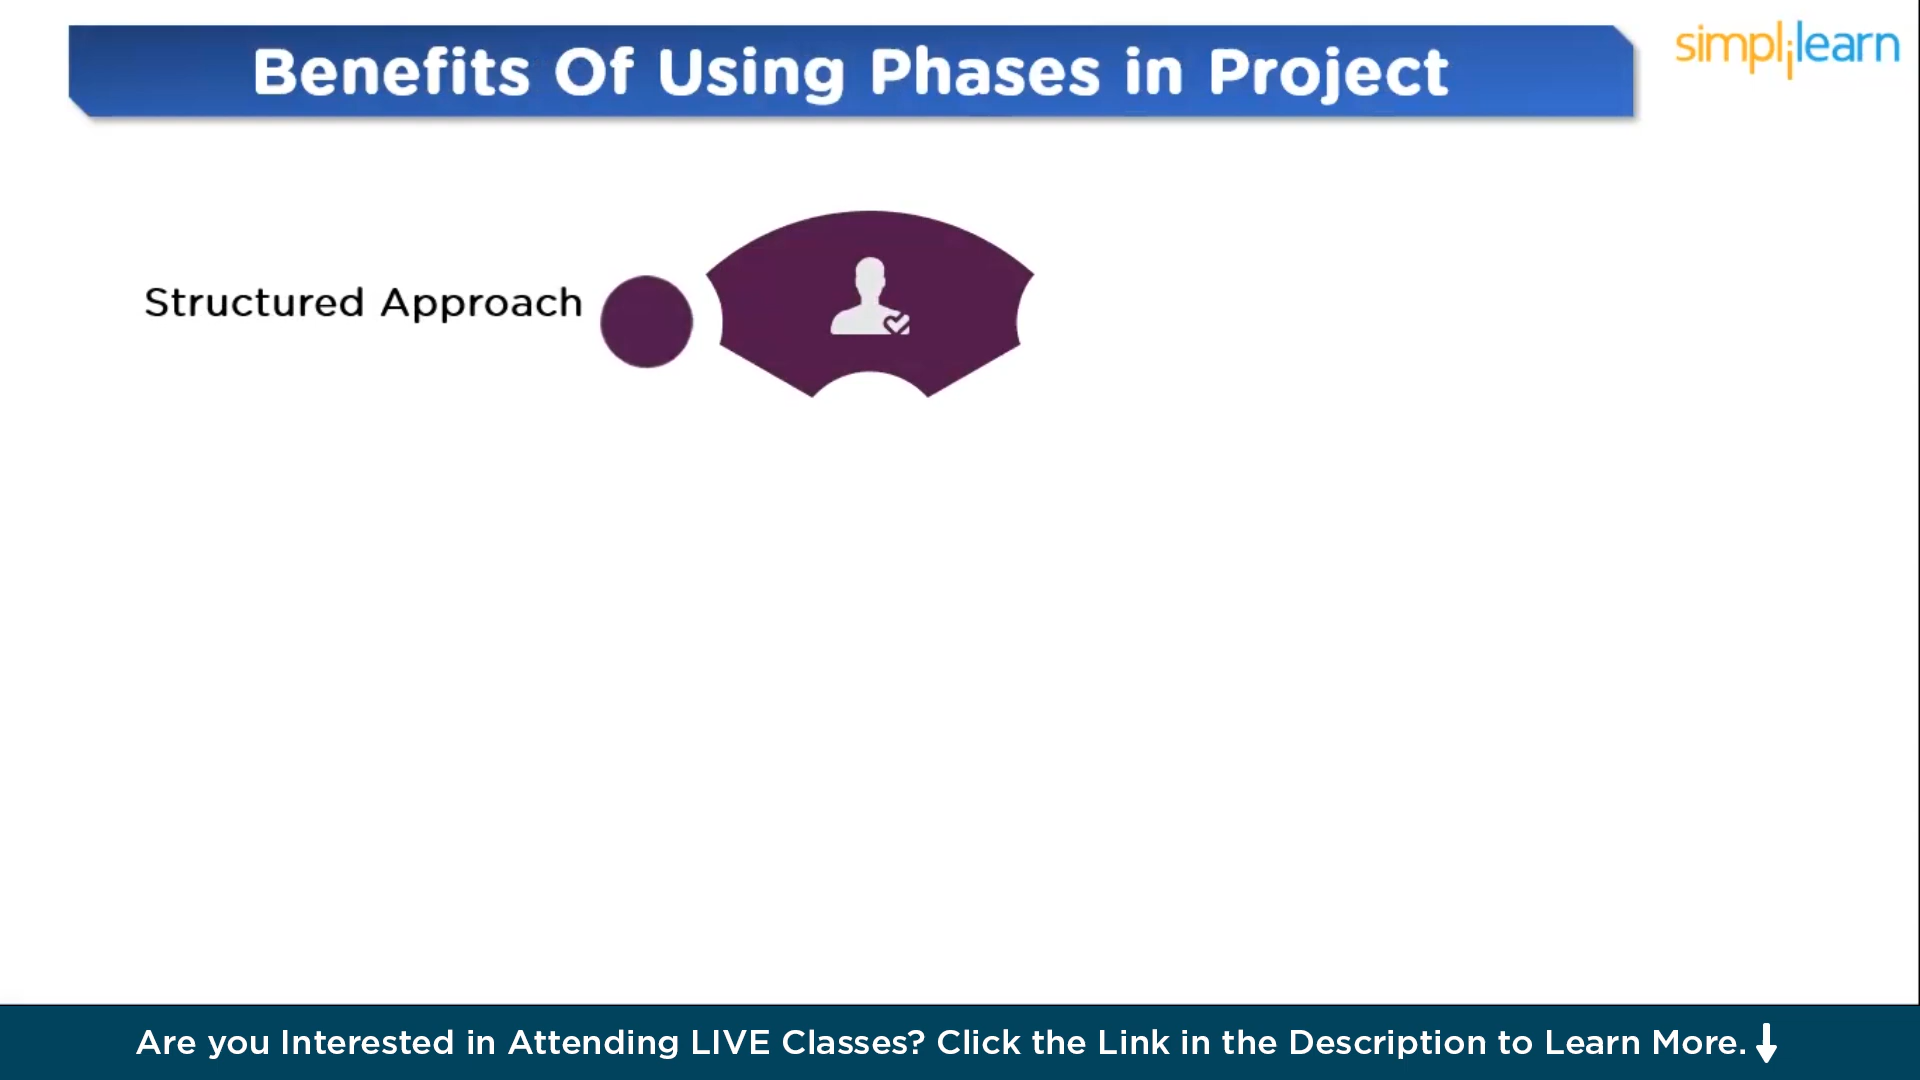 Benefits Of Using Phases in Project
simplilearn
Structured Approach
Are you Interested in Attending LIVE Classes? Click the Link in the Description to Learn More.